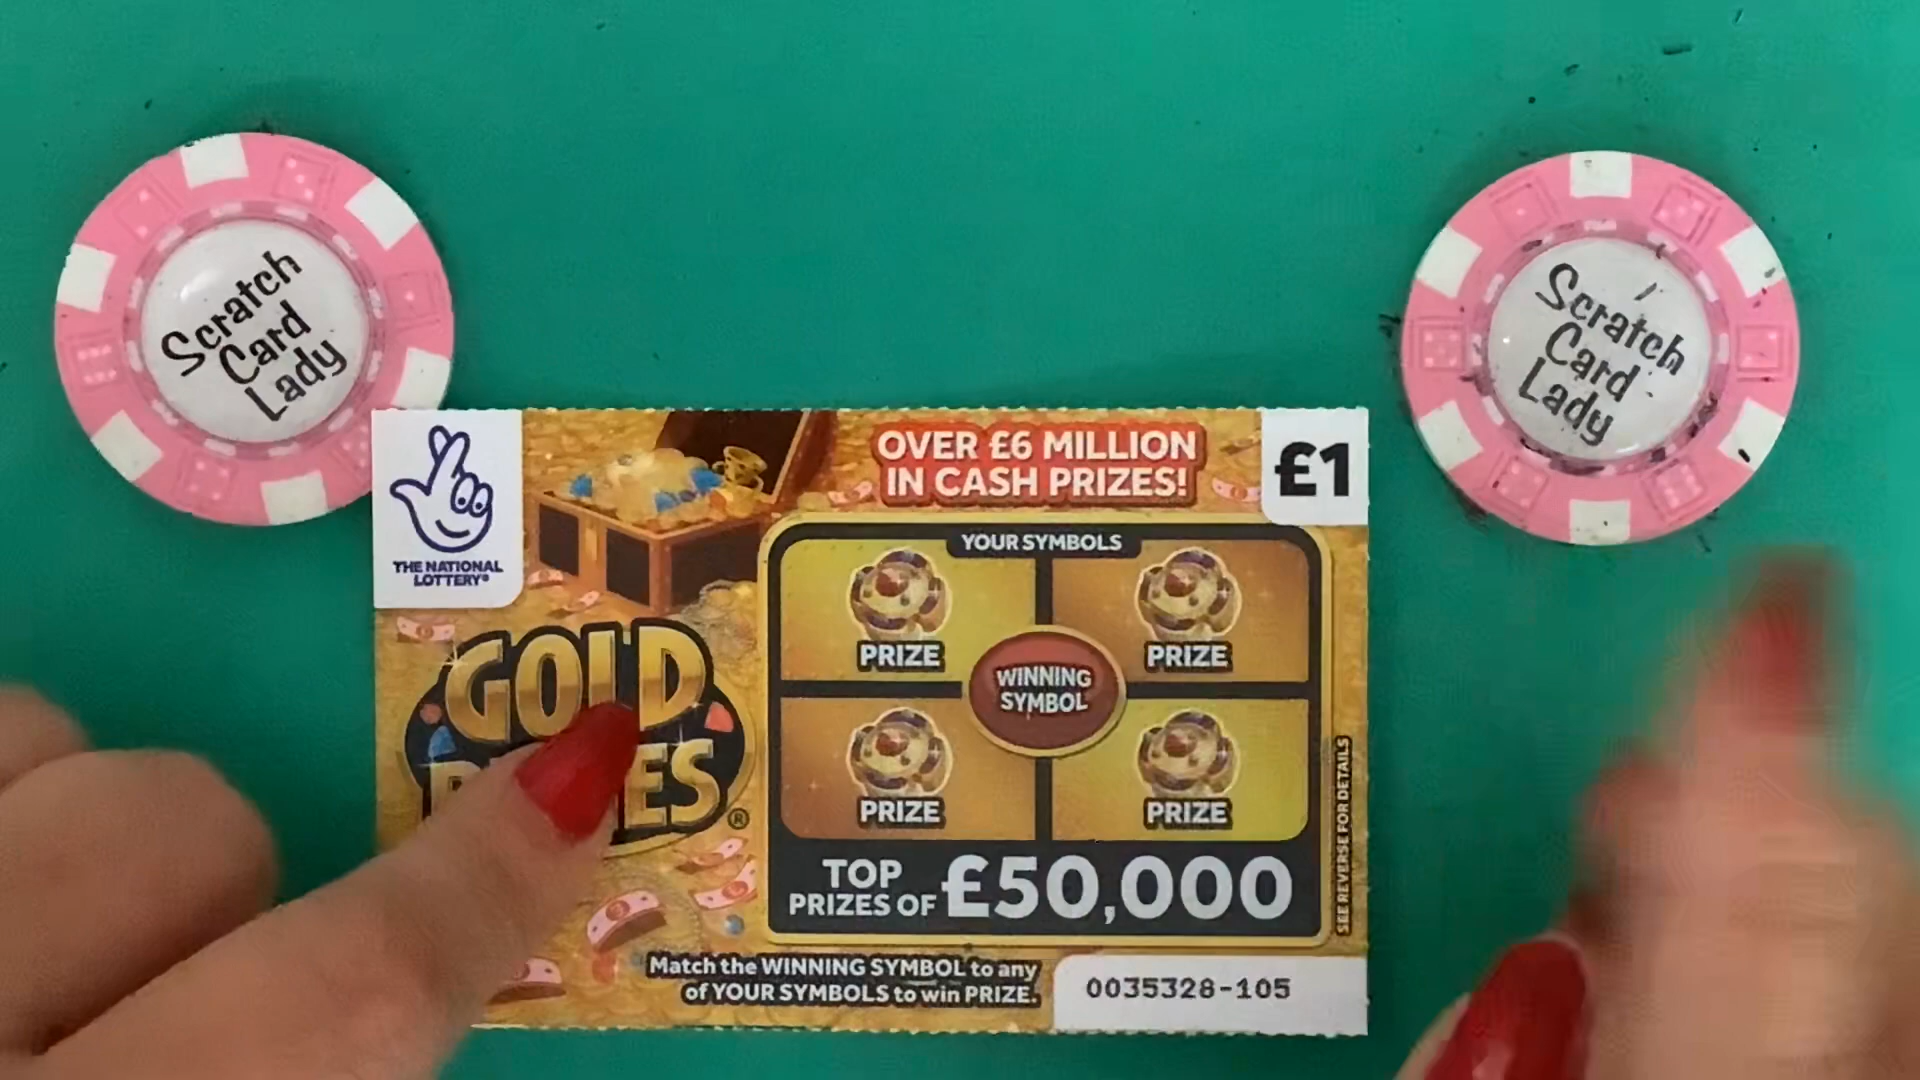 Scratch
Card
Lady
Scratch
Card
Lady
THE NATIONAL
LOTTERY®
OVER £6 MILLION
IN CASH PRIZES!
£1
YOUR SYMBOLS
PRIZE
PRIZE
WINNING
SYMBOL
PRIZE
PRIZE
GOLD
TOP
PRIZES OF £50,000
SEE REVERSE FOR DETAILS
Match the WINNING SYMBOL to any
of YOUR SYMBOLS to win PRIZE.
0035328-105